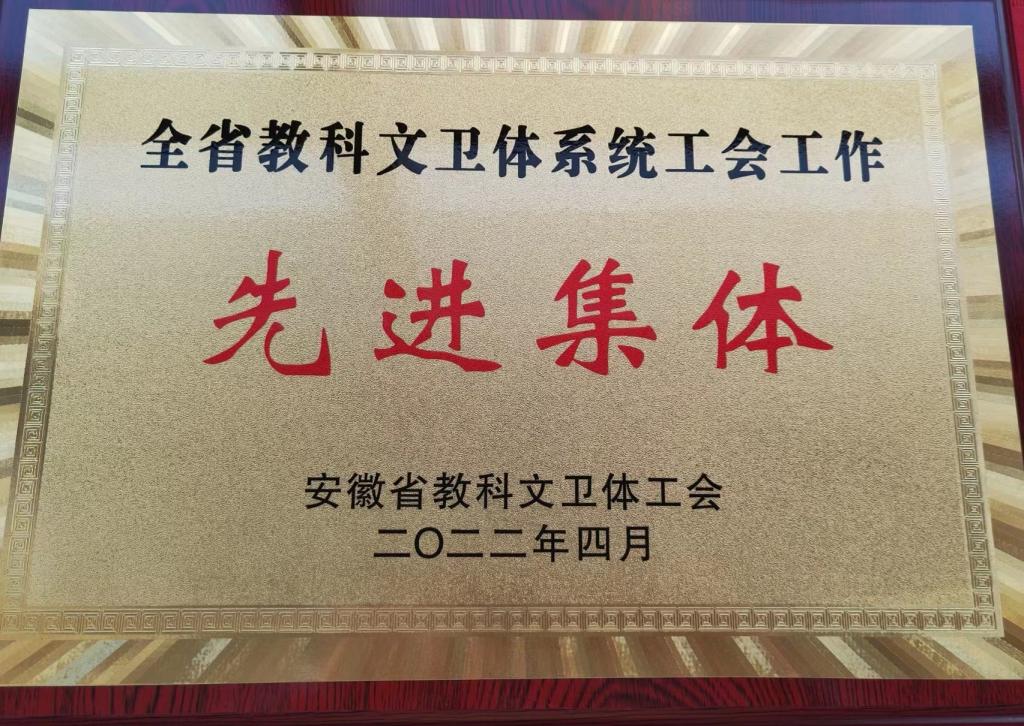 全省教科文卫体系统工会工作
先进集体
安徽省教科文卫体工会
二〇二二年四月